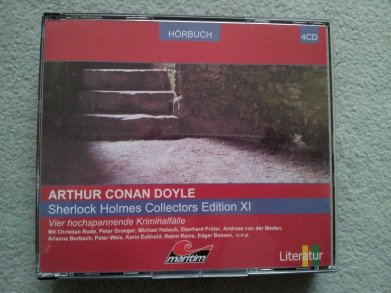 HÖRBUCH
4CD
ARTHUR CONAN DOYLE
Sherlock Holmes Collectors Edition XI
Vier hochspannende Kriminalfälle
Mit Christian Rode, Peter Groeger, Michael Habeck, Eberhard Prüter, Andreas von der Meden,
Arianne Borbach, Peter Weis, Karin Eckhold, Reent Reins, Edgar Bessen, u.v.a.
maritim
Literatur